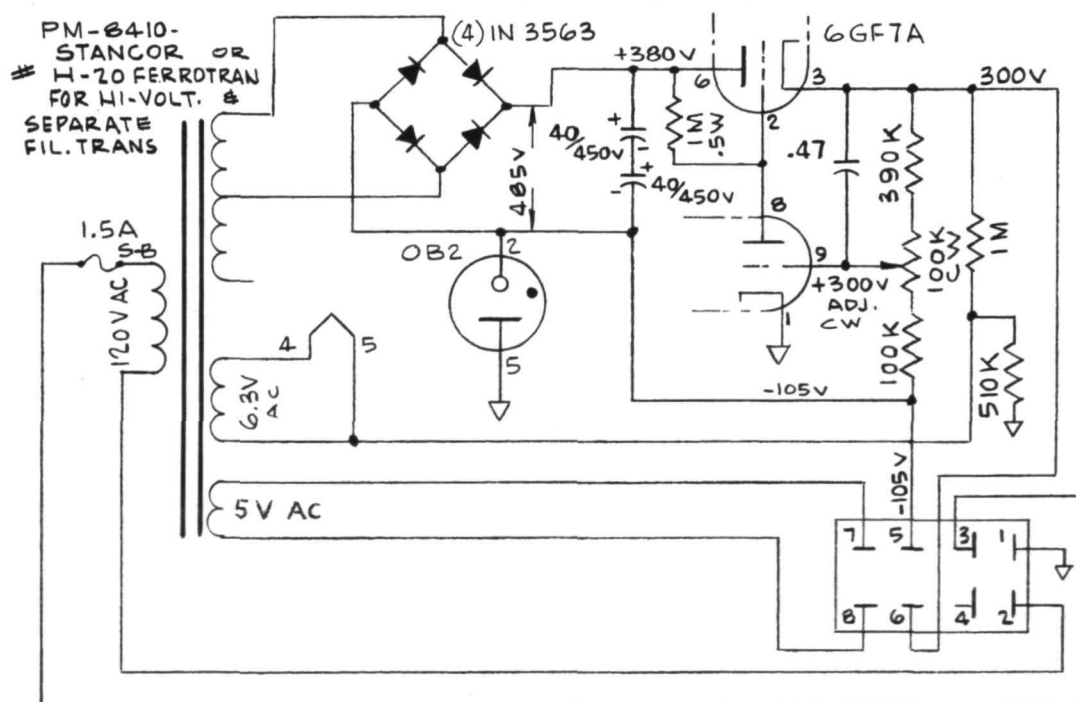 PM-8410-
STANCOR OR
# H-20 FERROTRAN
FOR HI-VOLT. &
SEPARATE
FIL. TRANS
(4) IN 3563
+380V
6GF7A
6
3
300V
2
1M
.5W
40/450V
+
-
+
40/450V
-
.47
390K
485V
1.5A
S-B
OB2
2
8
9
100K
CW
1M
+300V
ADJ.
CW
1
120V AC
4
5
5
100K
510K
6.3V
AC
-105V
-105V
5V AC
7
5
3
1
8
6
4
2